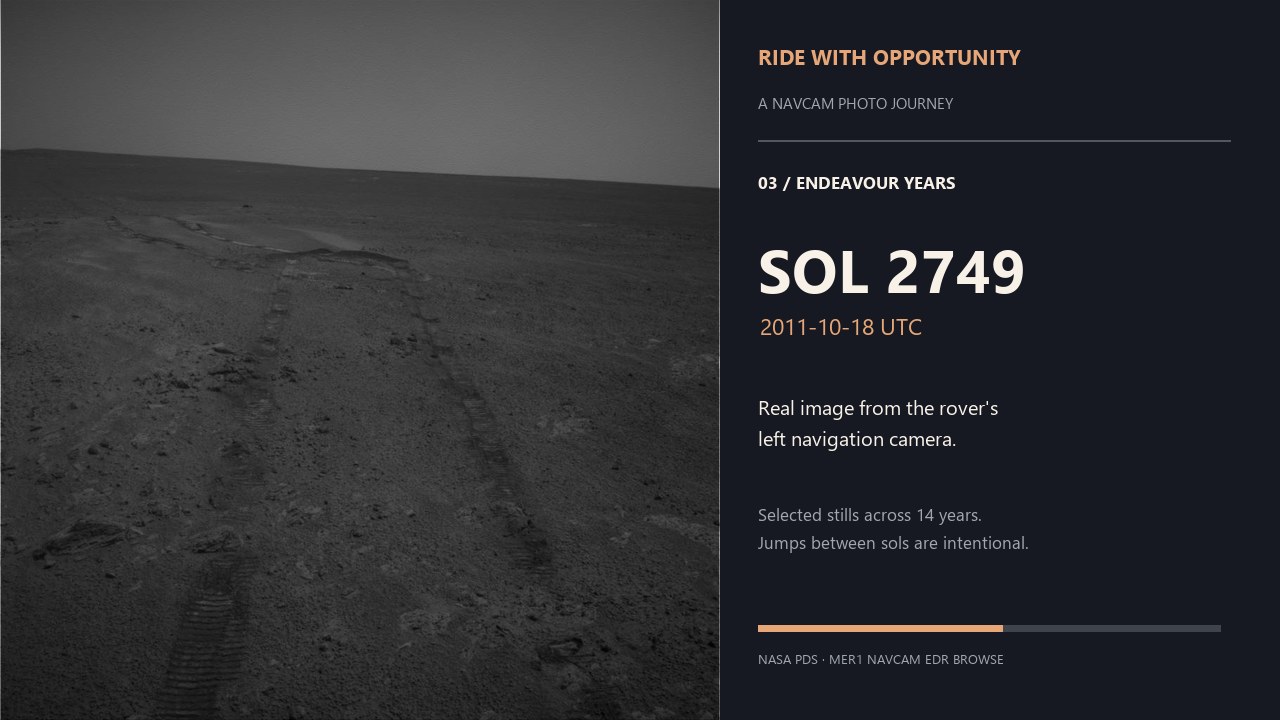 RIDE WITH OPPORTUNITY
A NAVCAM PHOTO JOURNEY
03 / ENDEAVOUR YEARS
SOL 2749
2011-10-18 UTC
Real image from the rover's
left navigation camera.
Selected stills across 14 years.
Jumps between sols are intentional.
NASA PDS · MER1 NAVCAM EDR BROWSE